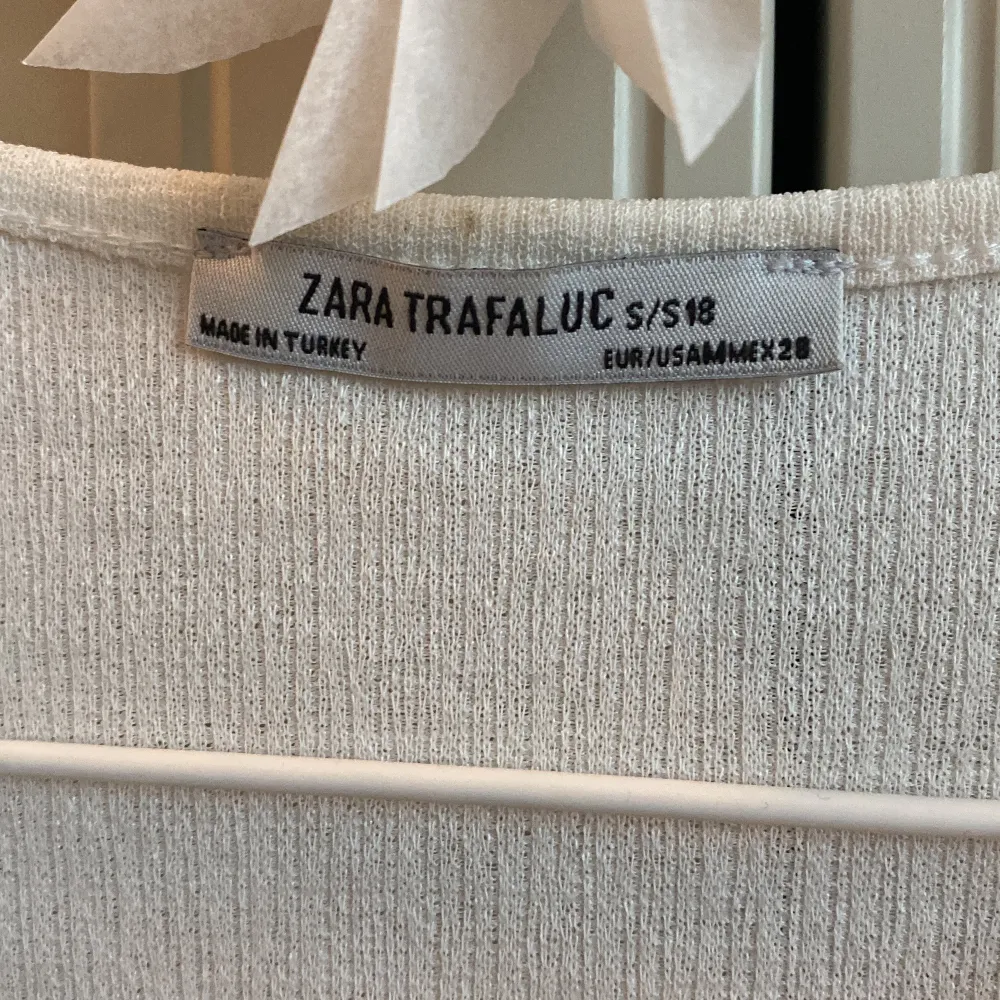 ZARA TRAFALUC S/S18
MADE IN TURKEY EUR/USAMMEX28